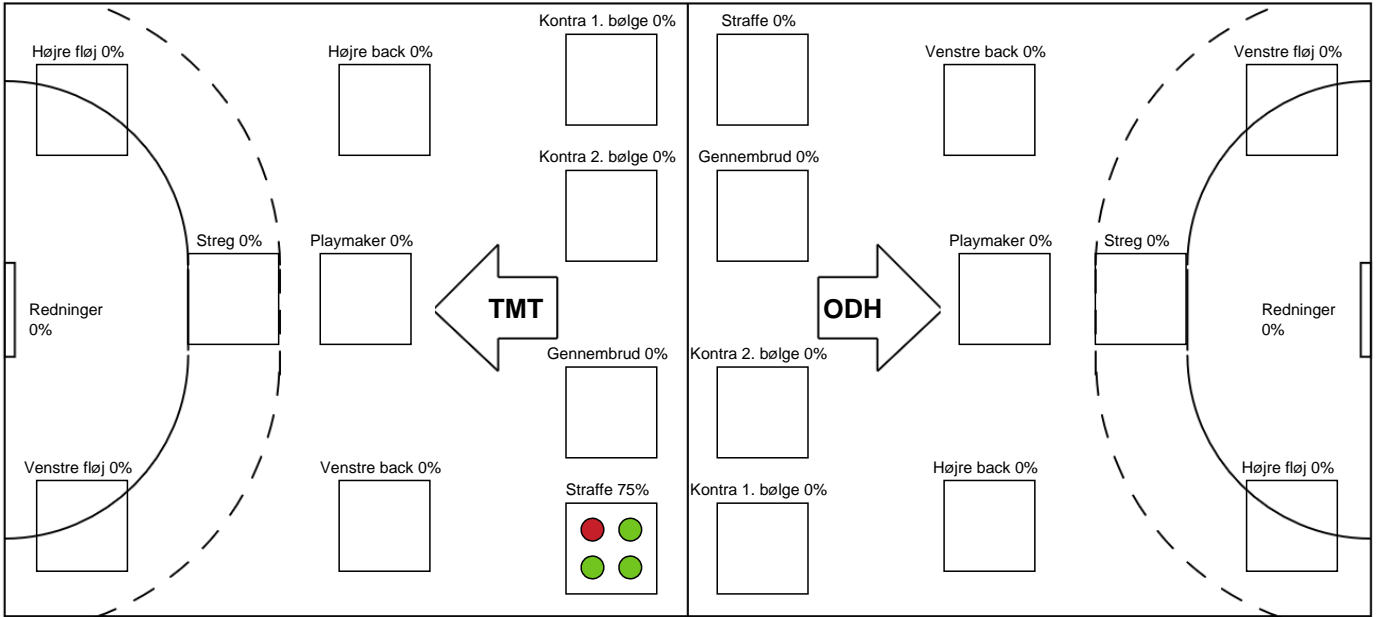 Kontra 1. bølge 0%
Straffe 0%
Højre fløj 0%
Højre back 0%
Venstre back 0%
Venstre fløj 0%
Kontra 2. bølge 0%
Gennembrud 0%
Streg 0%
Playmaker 0%
Playmaker 0%
Streg 0%
Redninger
0%
TMT
ODH
Redninger
0%
Gennembrud 0%
Kontra 2. bølge 0%
Venstre fløj 0%
Venstre back 0%
Højre back 0%
Højre fløj 0%
Straffe 75%
Kontra 1. bølge 0%